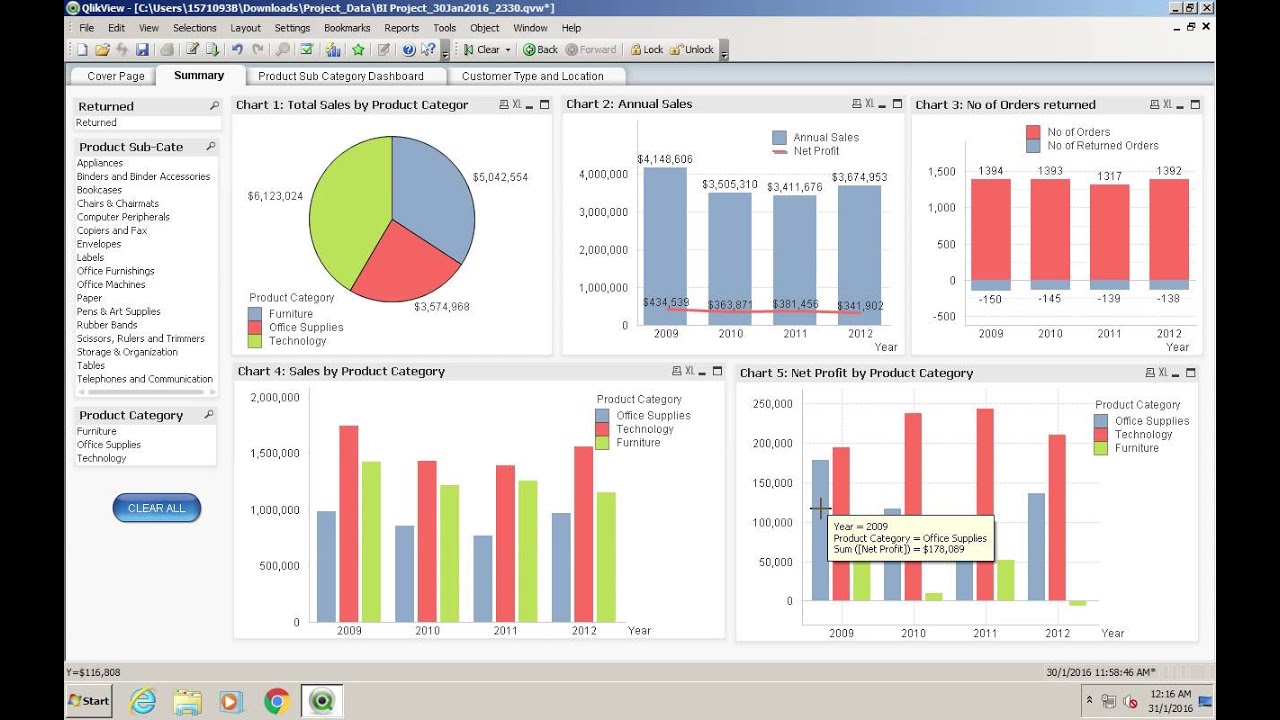 QlikView - [C:\Users\1571093B\Downloads\Project_Data\BI Project_30Jan2016_2330.qvw*]
File Edit View Selections Layout Settings Bookmarks Reports Tools Object Window Help
Clear Back Forward Lock Unlock
Cover Page Summary Product Sub Category Dashboard Customer Type and Location
Returned
Returned
Product Sub-Cate
Appliances
Binders and Binder Accessories
Bookcases
Chairs & Chairmats
Computer Peripherals
Copiers and Fax
Envelopes
Labels
Office Furnishings
Office Machines
Paper
Pens & Art Supplies
Rubber Bands
Scissors, Rulers and Trimmers
Storage & Organization
Tables
Telephones and Communication
Product Category
Furniture
Office Supplies
Technology
CLEAR ALL
Chart 1: Total Sales by Product Categor XL
$5,042,554
$6,123,024
$3,574,968
Product Category
Furniture
Office Supplies
Technology
Chart 2: Annual Sales XL
Annual Sales
Net Profit
$4,148,606
$3,505,310
$3,411,676
$3,674,953
4,000,000
3,000,000
2,000,000
1,000,000
0
$434,539 $363,871 $381,456 $341,902
2009 2010 2011 2012
Year
Chart 3: No of Orders returned XL
No of Orders
No of Returned Orders
1394 1393 1317 1392
1,500
1,000
500
0
-500
-150 -145 -139 -138
2009 2010 2011 2012
Year
Chart 4: Sales by Product Category XL
Product Category
Office Supplies
Technology
Furniture
2,000,000
1,500,000
1,000,000
500,000
0
2009 2010 2011 2012 Year
Chart 5: Net Profit by Product Category XL
Product Category
Office Supplies
Technology
Furniture
250,000
200,000
150,000
100,000
50,000
0
Year = 2009
Product Category = Office Supplies
Sum ([Net Profit]) = $178,089
2009 2010 2011 2012 Year
Y=$116,808
30/1/2016 11:58:46 AM*
Start
12:16 AM
31/1/2016